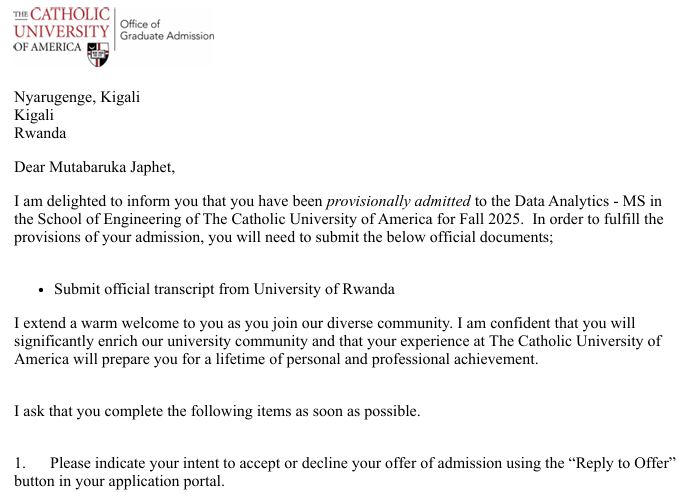 THE CATHOLIC
UNIVERSITY
OF AMERICA
Office of
Graduate Admission
Nyarugenge, Kigali
Kigali
Rwanda
Dear Mutabaruka Japhet,
I am delighted to inform you that you have been provisionally admitted to the Data Analytics - MS in
the School of Engineering of The Catholic University of America for Fall 2025.  In order to fulfill the
provisions of your admission, you will need to submit the below official documents;
• Submit official transcript from University of Rwanda
I extend a warm welcome to you as you join our diverse community. I am confident that you will
significantly enrich our university community and that your experience at The Catholic University of
America will prepare you for a lifetime of personal and professional achievement.
I ask that you complete the following items as soon as possible.
1. Please indicate your intent to accept or decline your offer of admission using the “Reply to Offer”
button in your application portal.